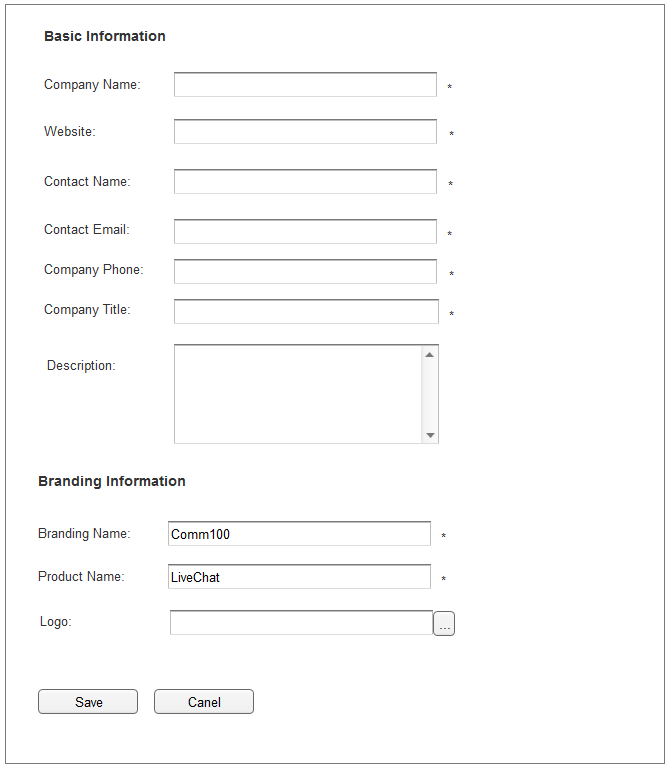 Basic Information
Company Name: *
Website: *
Contact Name: *
Contact Email: *
Company Phone: *
Company Title: *
Description:
Branding Information
Branding Name: Comm100 *
Product Name: LiveChat *
Logo: ...
Save Canel